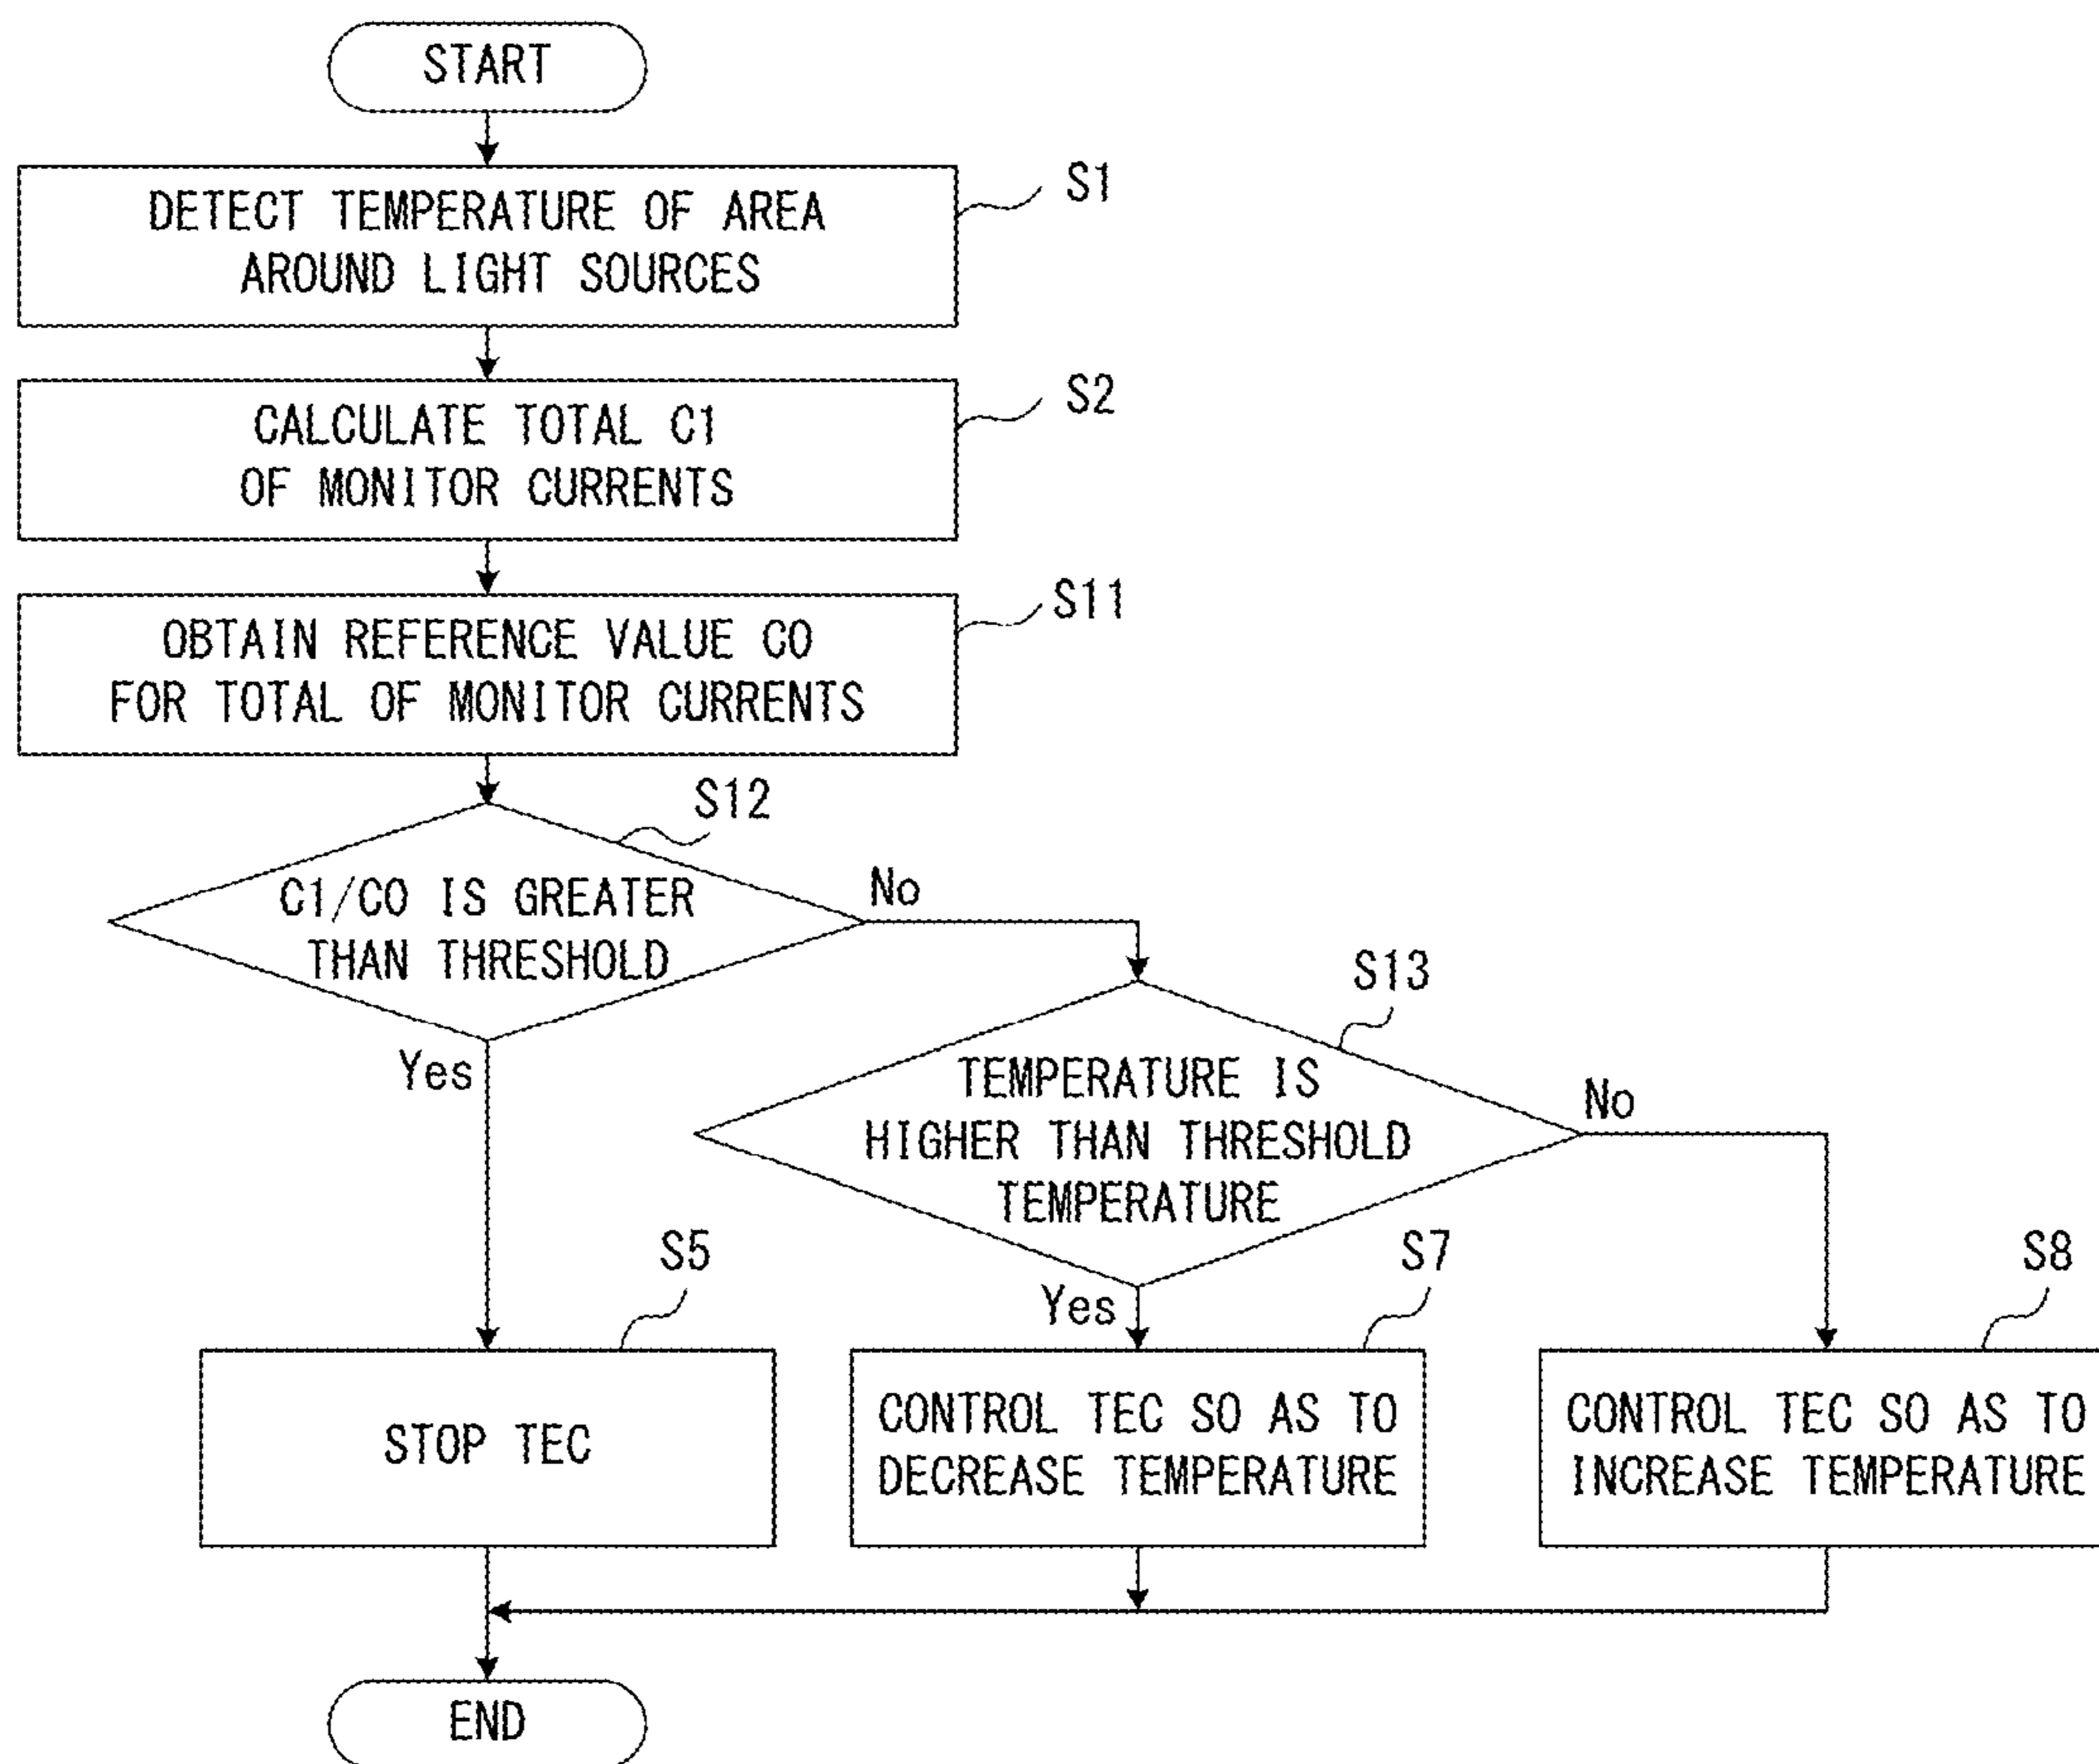 START
S1
DETECT TEMPERATURE OF AREA
AROUND LIGHT SOURCES
S2
CALCULATE TOTAL C1
OF MONITOR CURRENTS
S11
OBTAIN REFERENCE VALUE C0
FOR TOTAL OF MONITOR CURRENTS
S12
C1/C0 IS GREATER
THAN THRESHOLD
No
Yes
S13
TEMPERATURE IS
HIGHER THAN THRESHOLD
TEMPERATURE
No
Yes
S5
STOP TEC
S7
CONTROL TEC SO AS TO
DECREASE TEMPERATURE
S8
CONTROL TEC SO AS TO
INCREASE TEMPERATURE
END